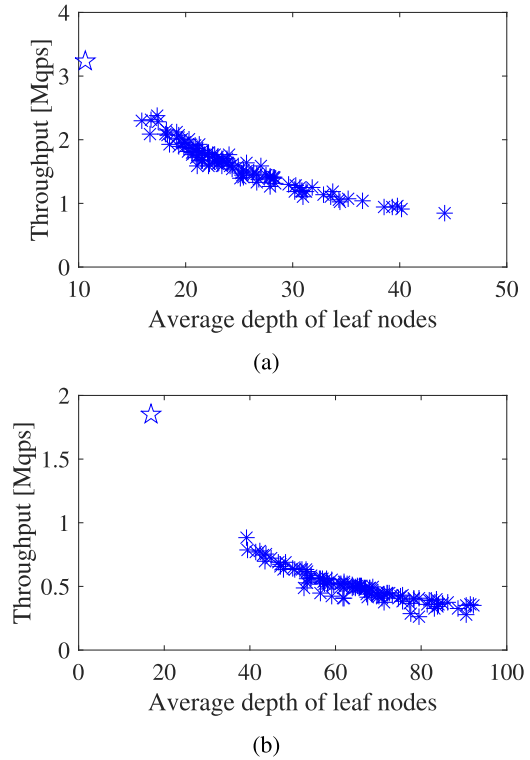 4
3
2
1
0
Throughput [Mqps]
10 20 30 40 50
Average depth of leaf nodes
(a)
2
1.5
1
0.5
0
Throughput [Mqps]
0 20 40 60 80 100
Average depth of leaf nodes
(b)